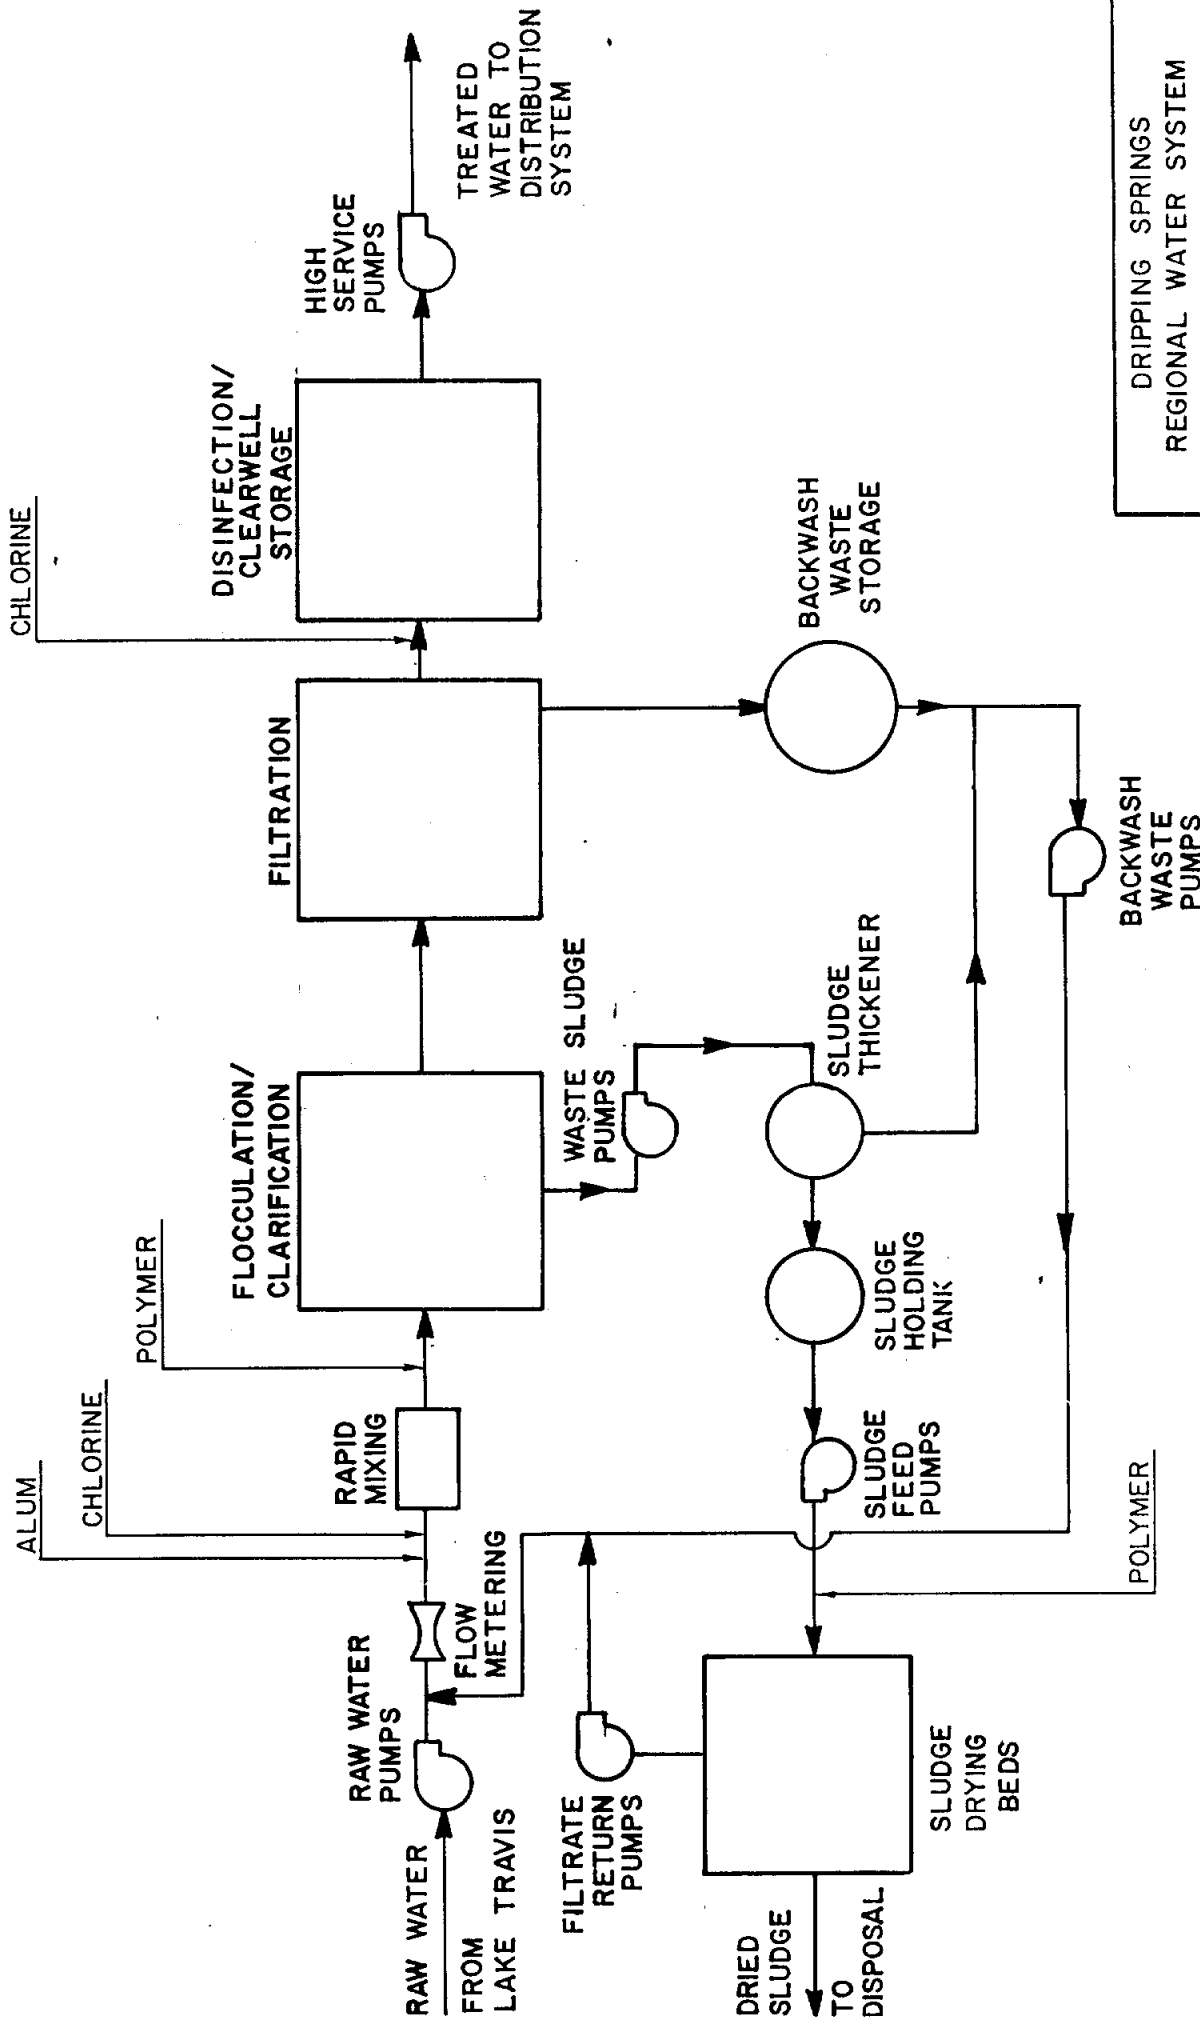 CHLORINE
ALUM
CHLORINE
POLYMER
RAW WATER
FROM
LAKE TRAVIS
RAW WATER
PUMPS
FLOW
METERING
RAPID
MIXING
FLOCCULATION/
CLARIFICATION
FILTRATION
DISINFECTION/
CLEARWELL
STORAGE
HIGH
SERVICE
PUMPS
TREATED
WATER TO
DISTRIBUTION
SYSTEM
WASTE SLUDGE
PUMPS
FILTRATE
RETURN
PUMPS
DRIED
SLUDGE
TO
DISPOSAL
SLUDGE
DRYING
BEDS
SLUDGE
FEED
PUMPS
SLUDGE
HOLDING
TANK
SLUDGE
THICKENER
BACKWASH
WASTE
STORAGE
POLYMER
BACKWASH
WASTE
PUMPS
DRIPPING SPRINGS
REGIONAL WATER SYSTEM